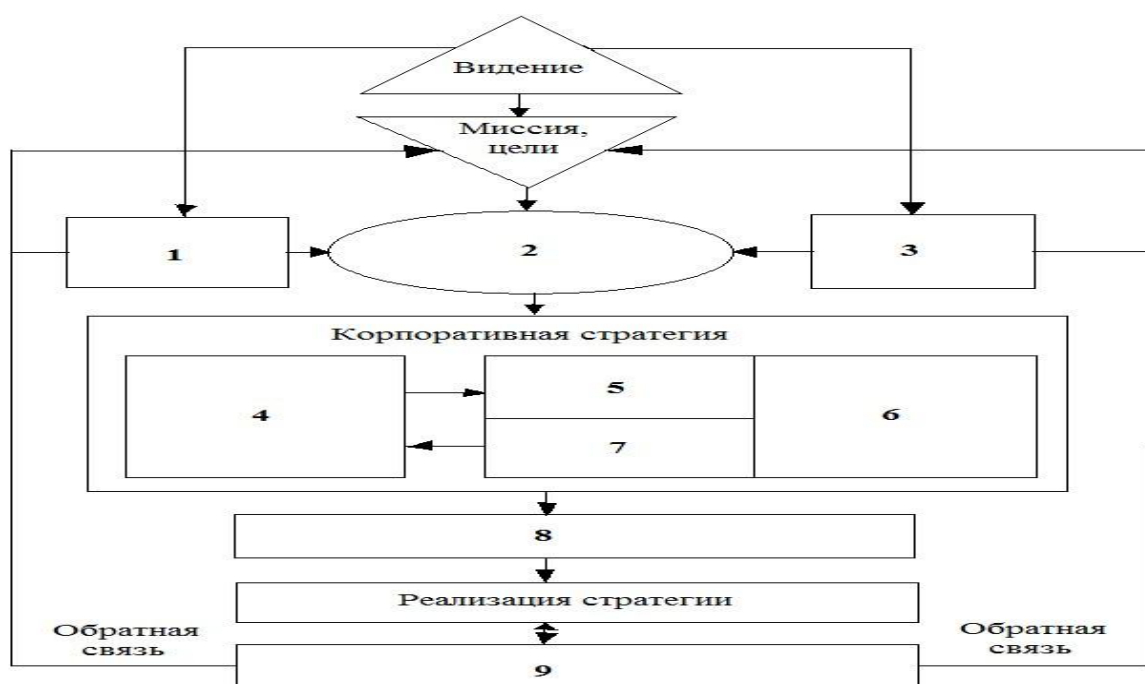 Видение
Миссия,
цели
1
2
3
Корпоративная стратегия
4
5
6
7
8
Реализация стратегии
Обратная
связь
Обратная
связь
9